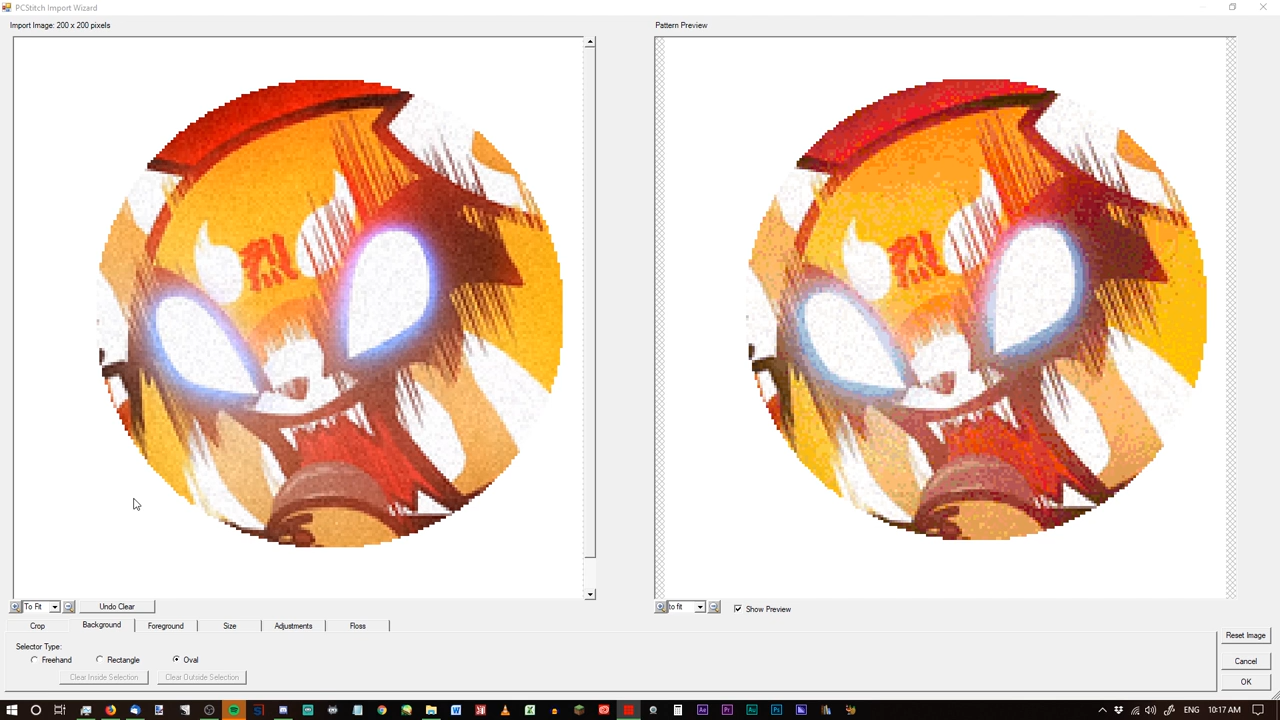 PCStitch Import Wizard
Import Image: 200 x 200 pixels
Pattern Preview
烈
To Fit
Undo Clear
to fit
Show Preview
Crop
Background
Foreground
Size
Adjustments
Floss
Selector Type:
Freehand
Rectangle
Oval
Clear Inside Selection
Clear Outside Selection
Reset Image
Cancel
OK
ENG
10:17 AM